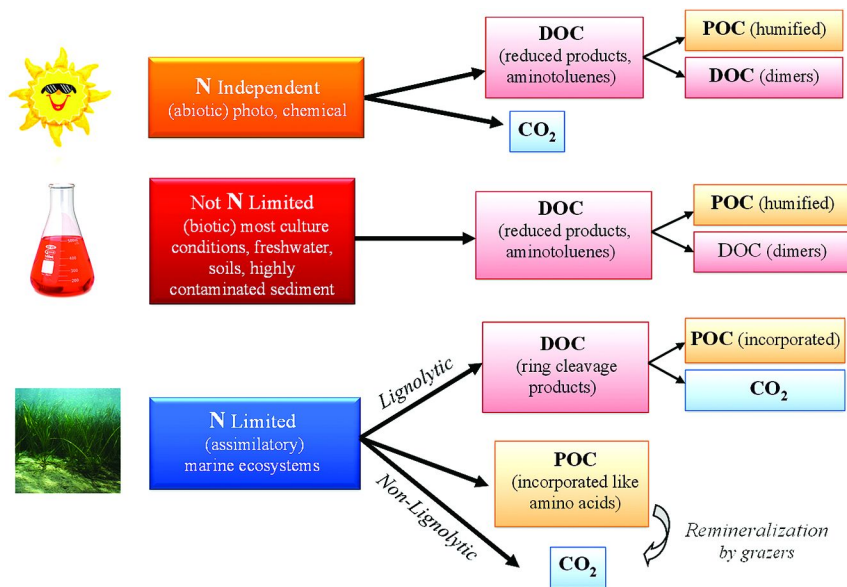 N Independent
(abiotic) photo, chemical
DOC
(reduced products,
aminotoluenes)
POC (humified)
DOC (dimers)
CO₂
Not N Limited
(biotic) most culture
conditions, freshwater,
soils, highly
contaminated sediment
DOC
(reduced products,
aminotoluenes)
POC (humified)
DOC (dimers)
N Limited
(assimilatory)
marine ecosystems
Lignolytic
DOC
(ring cleavage
products)
POC (incorporated)
CO₂
Non-Lignolytic
POC
(incorporated like
amino acids)
CO₂
Remineralization
by grazers